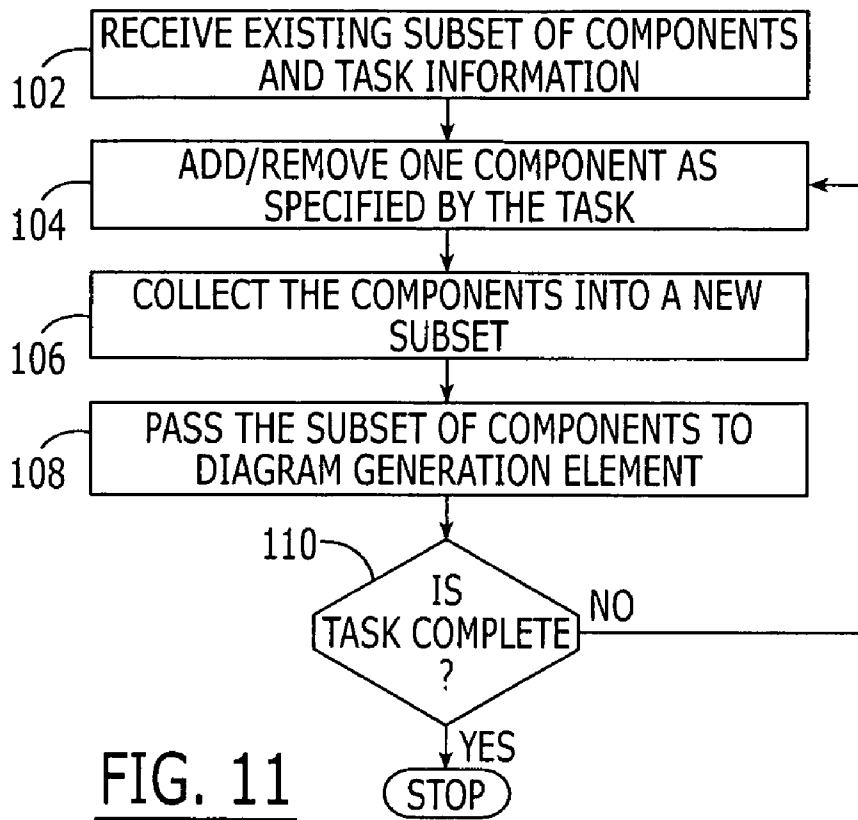 RECEIVE EXISTING SUBSET OF COMPONENTS
AND TASK INFORMATION
102
ADD/REMOVE ONE COMPONENT AS
SPECIFIED BY THE TASK
104
COLLECT THE COMPONENTS INTO A NEW
SUBSET
106
PASS THE SUBSET OF COMPONENTS TO
DIAGRAM GENERATION ELEMENT
108
110
IS
TASK COMPLETE
?
NO
YES
STOP
FIG. 11